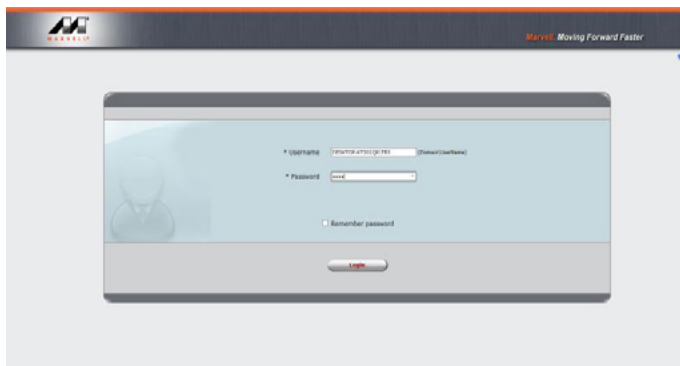 MARVELL
Marvell. Moving Forward Faster
* Username (Domain\UserName)
* Password
Remember password
Login